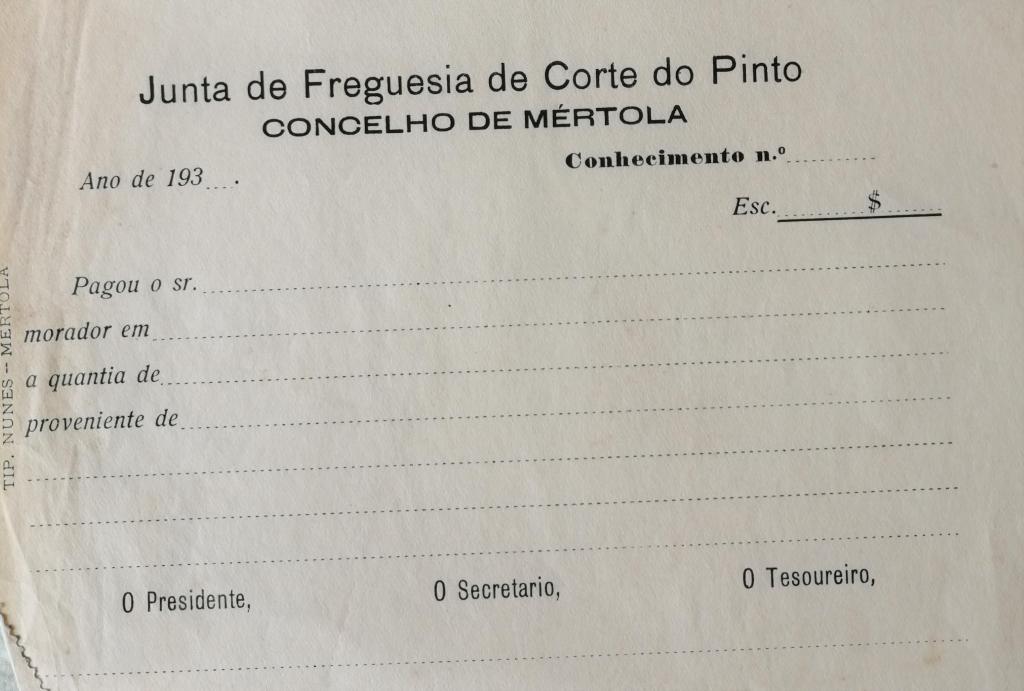 Junta de Freguesia de Corte do Pinto
CONCELHO DE MÉRTOLA
Conhecimento n.º
Ano de 193 .
Esc. $
Pagou o sr.
morador em
a quantia de
proveniente de
O Presidente,
O Secretario,
O Tesoureiro,
TIP. NUNES -- MERTOLA